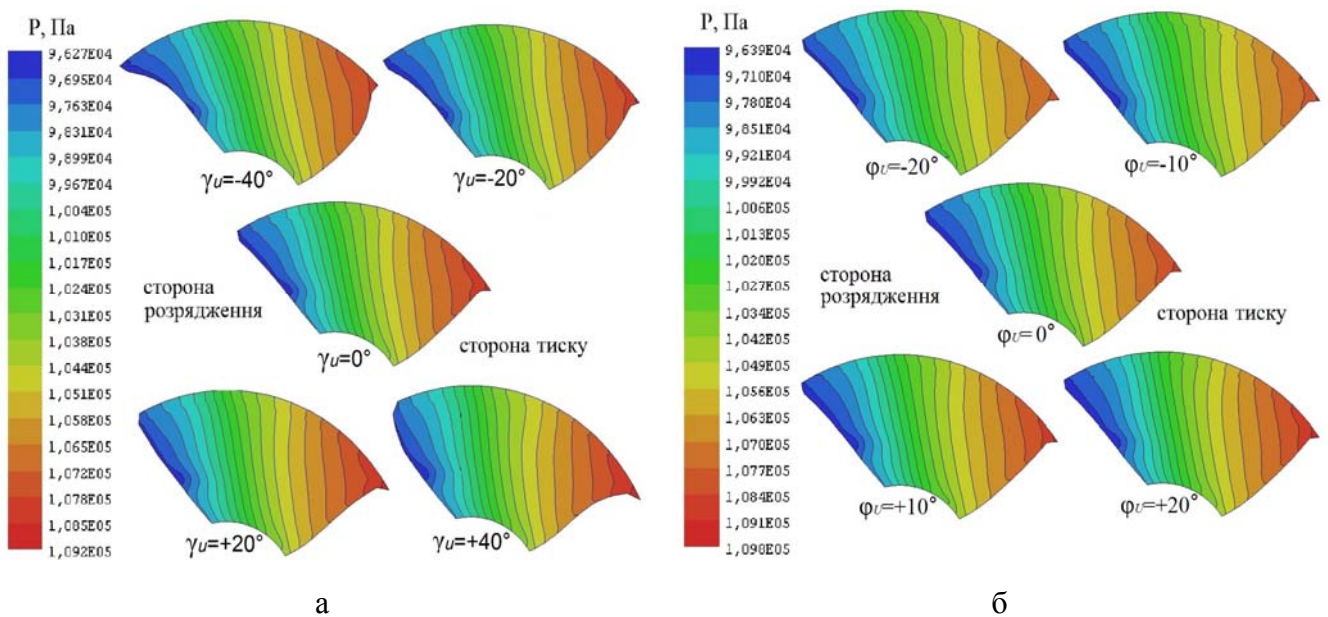 P, Па
9,627E04
9,695E04
9,763E04
9,831E04
9,899E04
9,967E04
1,004E05
1,010E05
1,024E05
1,031E05
1,038E05
1,044E05
1,051E05
1,058E05
1,065E05
1,072E05
1,078E05
1,085E05
1,092E05
γu=-40°
γu=-20°
сторона
розрядження
γu=0°
сторона тиску
γu=+20°
γu=+40°
а
P, Па
9,639E04
9,710E04
9,780E04
9,851E04
9,921E04
9,992E04
1,006E05
1,013E05
1,020E05
1,027E05
1,034E05
1,042E05
1,049E05
1,056E05
1,063E05
1,070E05
1,077E05
1,084E05
1,091E05
1,098E05
φυ=-20°
φυ=-10°
сторона
розрядження
φυ=0°
сторона тиску
φυ=+10°
φυ=+20°
б